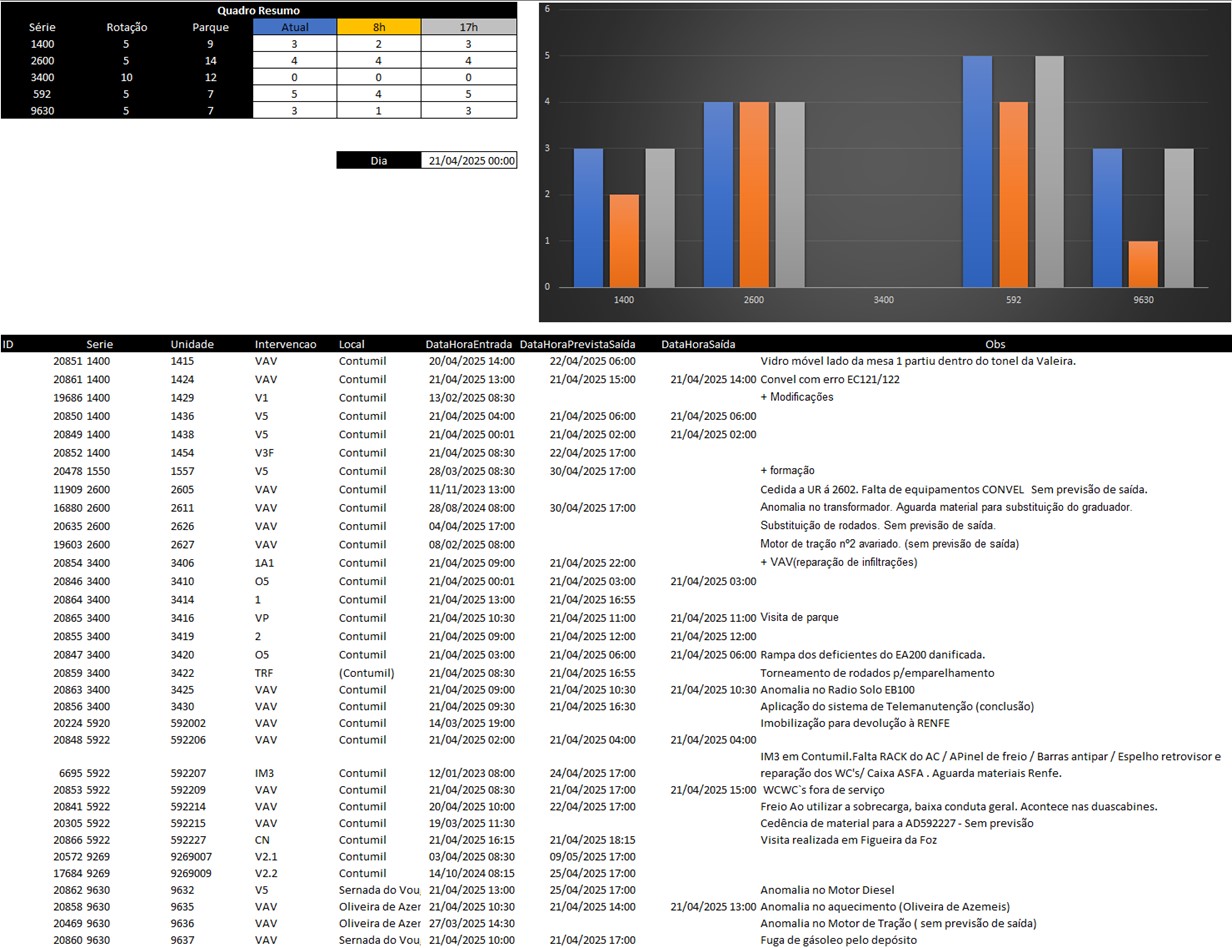 Quadro Resumo
Série Rotação Parque Atual 8h 17h
1400 5 9 3 2 3
2600 5 14 4 4 4
3400 10 12 0 0 0
592 5 7 5 4 5
9630 5 7 3 1 3
Dia 21/04/2025 00:00
6
5
4
3
2
1
0
1400 2600 3400 592 9630
ID Serie Unidade Intervencao Local DataHoraEntrada DataHoraPrevistaSaída DataHoraSaída Obs
20851 1400 1415 VAV Contumil 20/04/2025 14:00 22/04/2025 06:00 Vidro móvel lado da mesa 1 partiu dentro do tonel da Valeira.
20861 1400 1424 VAV Contumil 21/04/2025 13:00 21/04/2025 15:00 21/04/2025 14:00 Convel com erro EC121/122
19686 1400 1429 V1 Contumil 13/02/2025 08:30 + Modificações
20850 1400 1436 V5 Contumil 21/04/2025 04:00 21/04/2025 06:00 21/04/2025 06:00
20849 1400 1438 V5 Contumil 21/04/2025 00:01 21/04/2025 02:00 21/04/2025 02:00
20852 1400 1454 V3F Contumil 21/04/2025 08:30 22/04/2025 17:00
20478 1550 1557 V5 Contumil 28/03/2025 08:30 30/04/2025 17:00 + formação
11909 2600 2605 VAV Contumil 11/11/2023 13:00 Cedida a UR á 2602. Falta de equipamentos CONVEL Sem previsão de saída.
16880 2600 2611 VAV Contumil 28/08/2024 08:00 30/04/2025 17:00 Anomalia no transformador. Aguarda material para substituição do graduador.
20635 2600 2626 VAV Contumil 04/04/2025 17:00 Substituição de rodados. Sem previsão de saída.
19603 2600 2627 VAV Contumil 08/02/2025 08:00 Motor de tração nº2 avariado. (sem previsão de saída)
20854 3400 3406 1A1 Contumil 21/04/2025 09:00 21/04/2025 22:00 + VAV(reparação de infiltrações)
20846 3400 3410 O5 Contumil 21/04/2025 00:01 21/04/2025 03:00 21/04/2025 03:00
20864 3400 3414 1 Contumil 21/04/2025 13:00 21/04/2025 16:55
20865 3400 3416 VP Contumil 21/04/2025 10:30 21/04/2025 11:00 21/04/2025 11:00 Visita de parque
20855 3400 3419 2 Contumil 21/04/2025 09:00 21/04/2025 12:00 21/04/2025 12:00
20847 3400 3420 O5 Contumil 21/04/2025 03:00 21/04/2025 06:00 21/04/2025 06:00 Rampa dos deficientes do EA200 danificada.
20859 3400 3422 TRF (Contumil) 21/04/2025 08:30 21/04/2025 16:55 Torneamento de rodados p/emparelhamento
20863 3400 3425 VAV Contumil 21/04/2025 09:00 21/04/2025 10:30 21/04/2025 10:30 Anomalia no Radio Solo EB100
20856 3400 3430 VAV Contumil 21/04/2025 09:30 21/04/2025 16:30 Aplicação do sistema de Telemanutenção (conclusão)
20224 5920 592002 VAV Contumil 14/03/2025 19:00 Imobilização para devolução à RENFE
20848 5922 592206 VAV Contumil 21/04/2025 02:00 21/04/2025 04:00 21/04/2025 04:00
IM3 em Contumil.Falta RACK do AC / APinel de freio / Barras antipar / Espelho retrovisor e
6695 5922 592207 IM3 Contumil 12/01/2023 08:00 24/04/2025 17:00 reparação dos WC's/ Caixa ASFA . Aguarda materiais Renfe.
20853 5922 592209 VAV Contumil 21/04/2025 08:30 21/04/2025 17:00 21/04/2025 15:00 WCWC`s fora de serviço
20841 5922 592214 VAV Contumil 20/04/2025 10:00 22/04/2025 17:00 Freio Ao utilizar a sobrecarga, baixa conduta geral. Acontece nas duascabines.
20305 5922 592215 VAV Contumil 19/03/2025 11:30 Cedência de material para a AD592227 - Sem previsão
20866 5922 592227 CN Contumil 21/04/2025 16:15 21/04/2025 18:15 Visita realizada em Figueira da Foz
20572 9269 9269007 V2.1 Contumil 03/04/2025 08:30 09/05/2025 17:00
17684 9269 9269009 V2.2 Contumil 14/10/2024 08:15 25/04/2025 17:00
20862 9630 9632 V5 Sernada do Vou 21/04/2025 13:00 25/04/2025 17:00 Anomalia no Motor Diesel
20858 9630 9635 VAV Oliveira de Azer 21/04/2025 10:30 21/04/2025 14:00 21/04/2025 13:00 Anomalia no aquecimento (Oliveira de Azemeis)
20469 9630 9636 VAV Oliveira de Azer 27/03/2025 14:30 Anomalia no Motor de Tração ( sem previsão de saída)
20860 9630 9637 VAV Sernada do Vou 21/04/2025 10:00 21/04/2025 17:00 Fuga de gásoleo pelo depósito